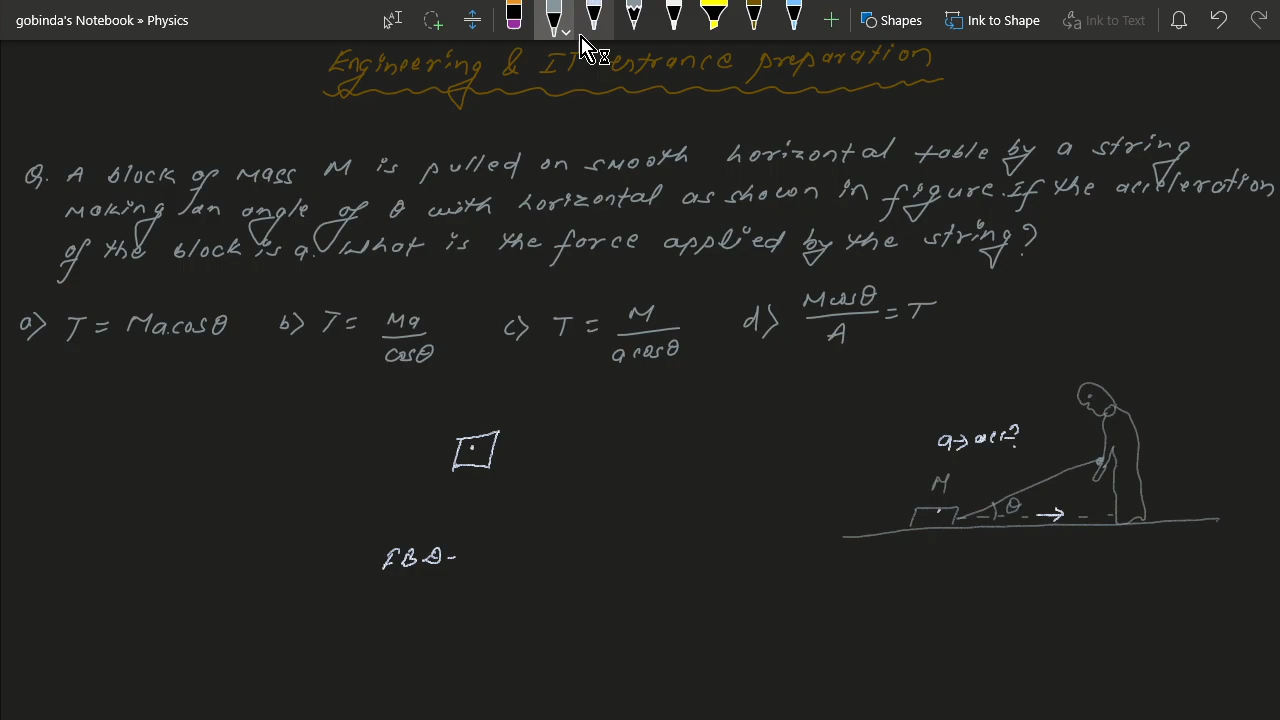 gobinda's Notebook » Physics
Shapes
Ink to Shape
Ink to Text
Engineering & IT entrance preparation
Q. A block of mass M is pulled on smooth horizontal table by a string
making an angle of θ with horizontal as shown in figure. If the acceleration
of the block is a. What is the force applied by the string?
a) T = Ma.cosθ b) T = Ma/cosθ c) T = M/a cosθ d) Mcosθ/A = T
a→ acc?
M
θ
FBD-